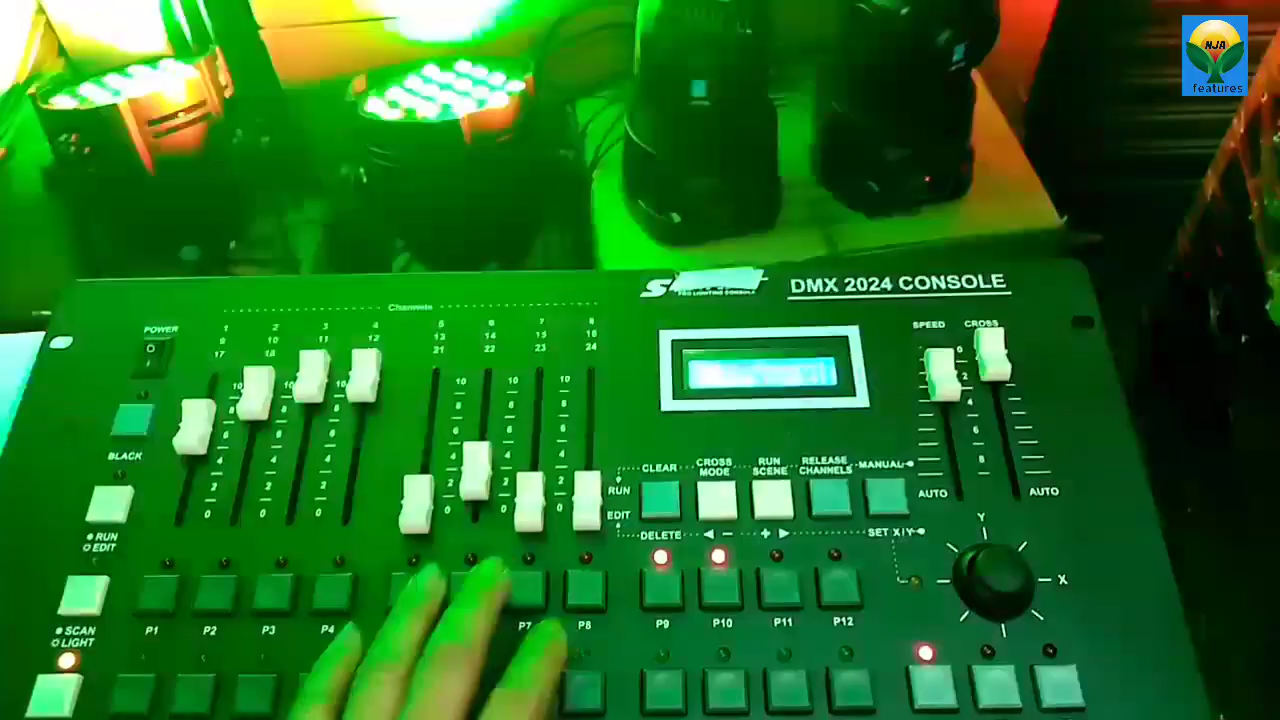 NJA
features
DMX 2024 CONSOLE
PRO LIGHTING CONSOLE
Channels
POWER
1 2 3 4 5 6 7 8
9 10 11 12 13 14 15 16
17 18 21 22 23 24
SPEED CROSS
BLACK
RUN
EDIT
SCAN
LIGHT
CLEAR
CROSS MODE
RUN SCENE
RELEASE CHANNELS
MANUAL
RUN
EDIT
DELETE
SET X/Y
AUTO
AUTO
Y
X
P1 P2 P3 P4 P7 P8 P9 P10 P11 P12